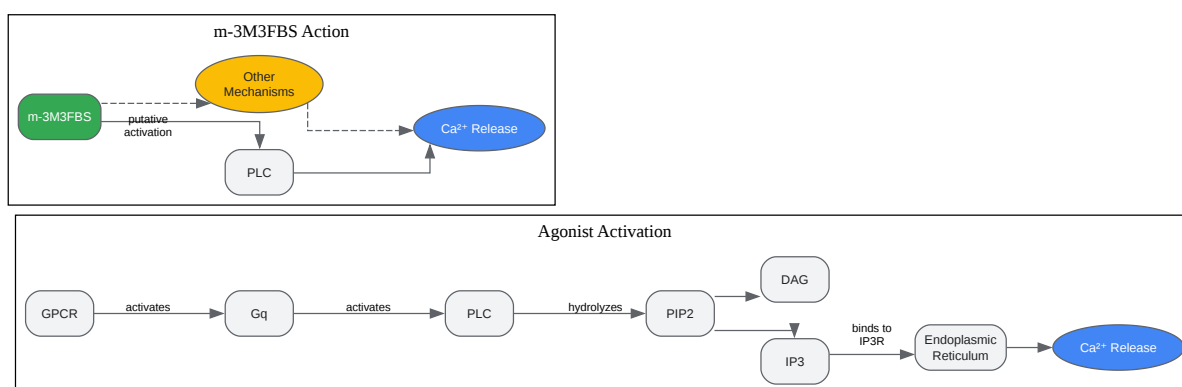 m-3M3FBS Action
Other
Mechanisms
m-3M3FBS
putative
activation
Ca²⁺ Release
PLC
Agonist Activation
DAG
GPCR
activates
Gq
activates
PLC
hydrolyzes
PIP2
binds to
IP3R
Endoplasmic
Reticulum
Ca²⁺ Release
IP3